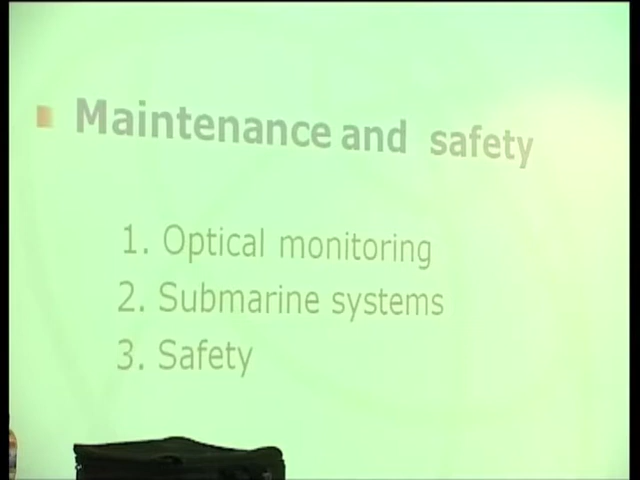 Maintenance and safety
1. Optical monitoring
2. Submarine systems
3. Safety